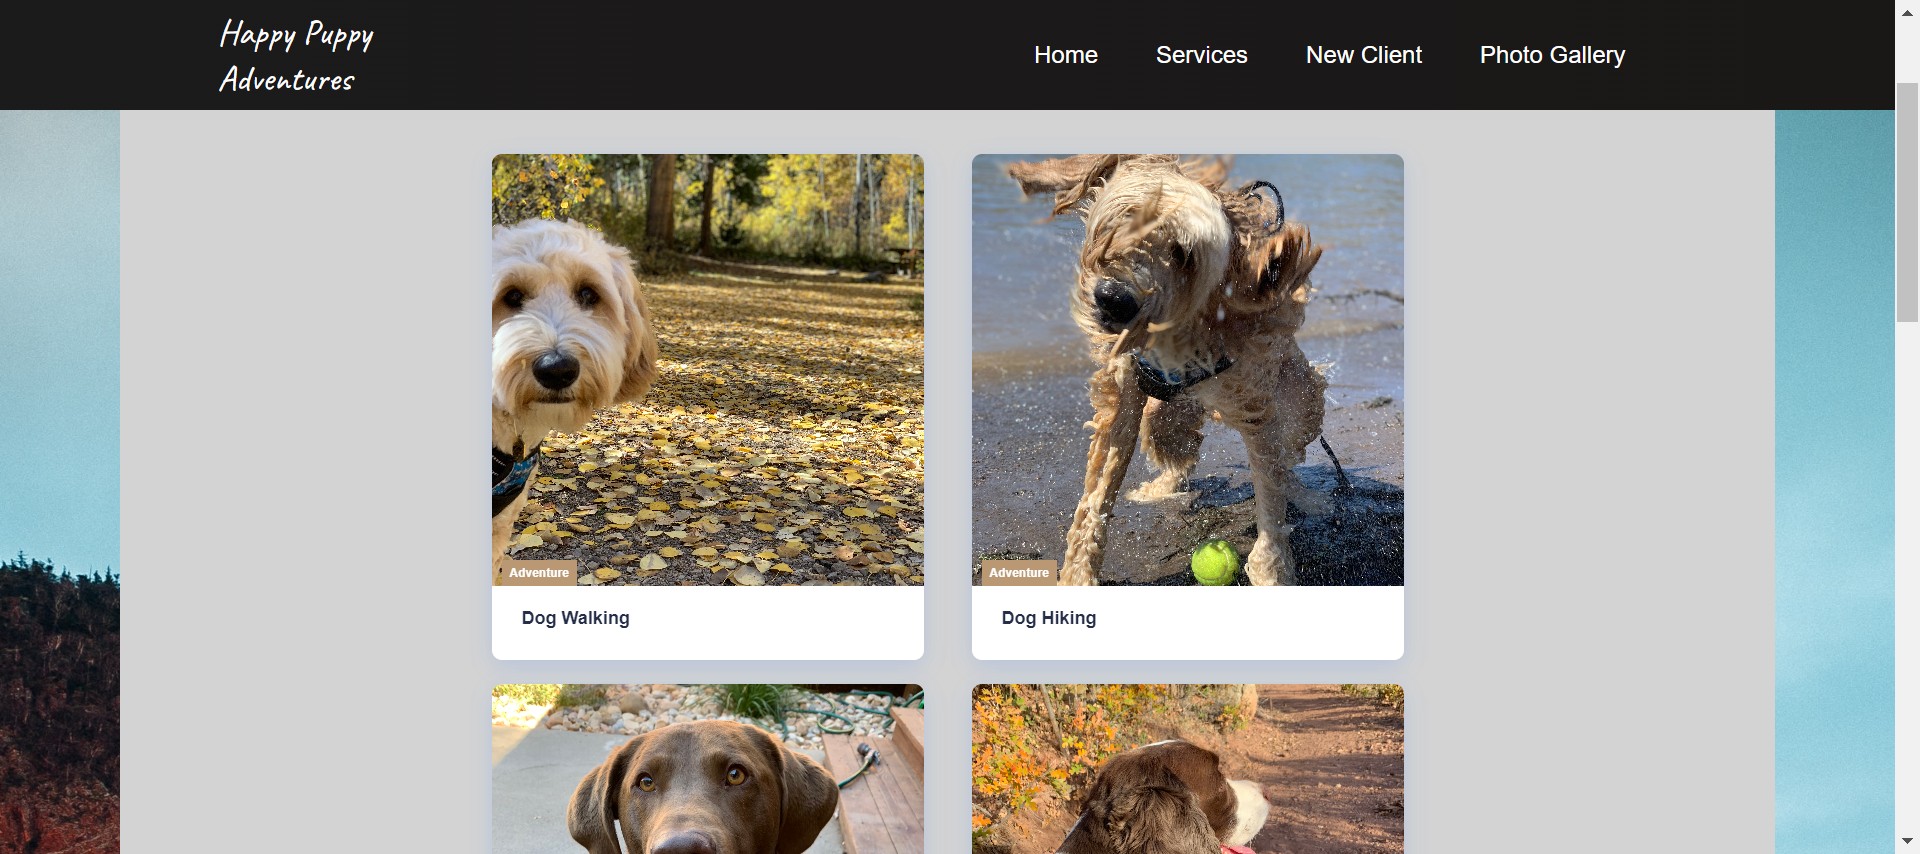 Happy Puppy
Adventures
Home
Services
New Client
Photo Gallery
Adventure
Dog Walking
Adventure
Dog Hiking